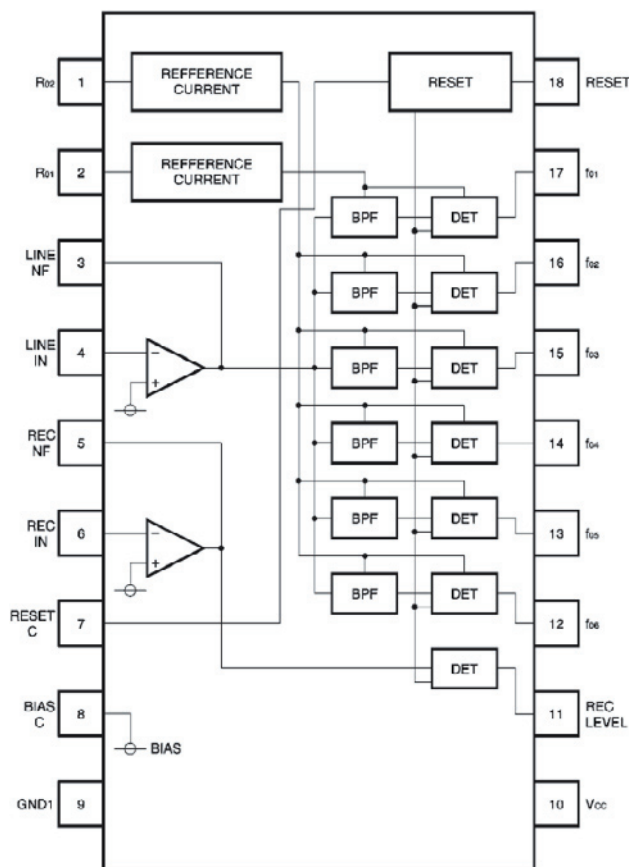 R02 1 REFFERENCE CURRENT RESET 18 RESET
R01 2 REFFERENCE CURRENT 17 f01
BPF DET
LINE NF 3 16 f02
BPF DET
LINE IN 4 − + BPF DET 15 f03
REC NF 5 BPF DET 14 f04
REC IN 6 − + BPF DET 13 f05
RESET C 7 BPF DET 12 f06
DET
BIAS C 8 BIAS 11 REC LEVEL
GND1 9 10 Vcc